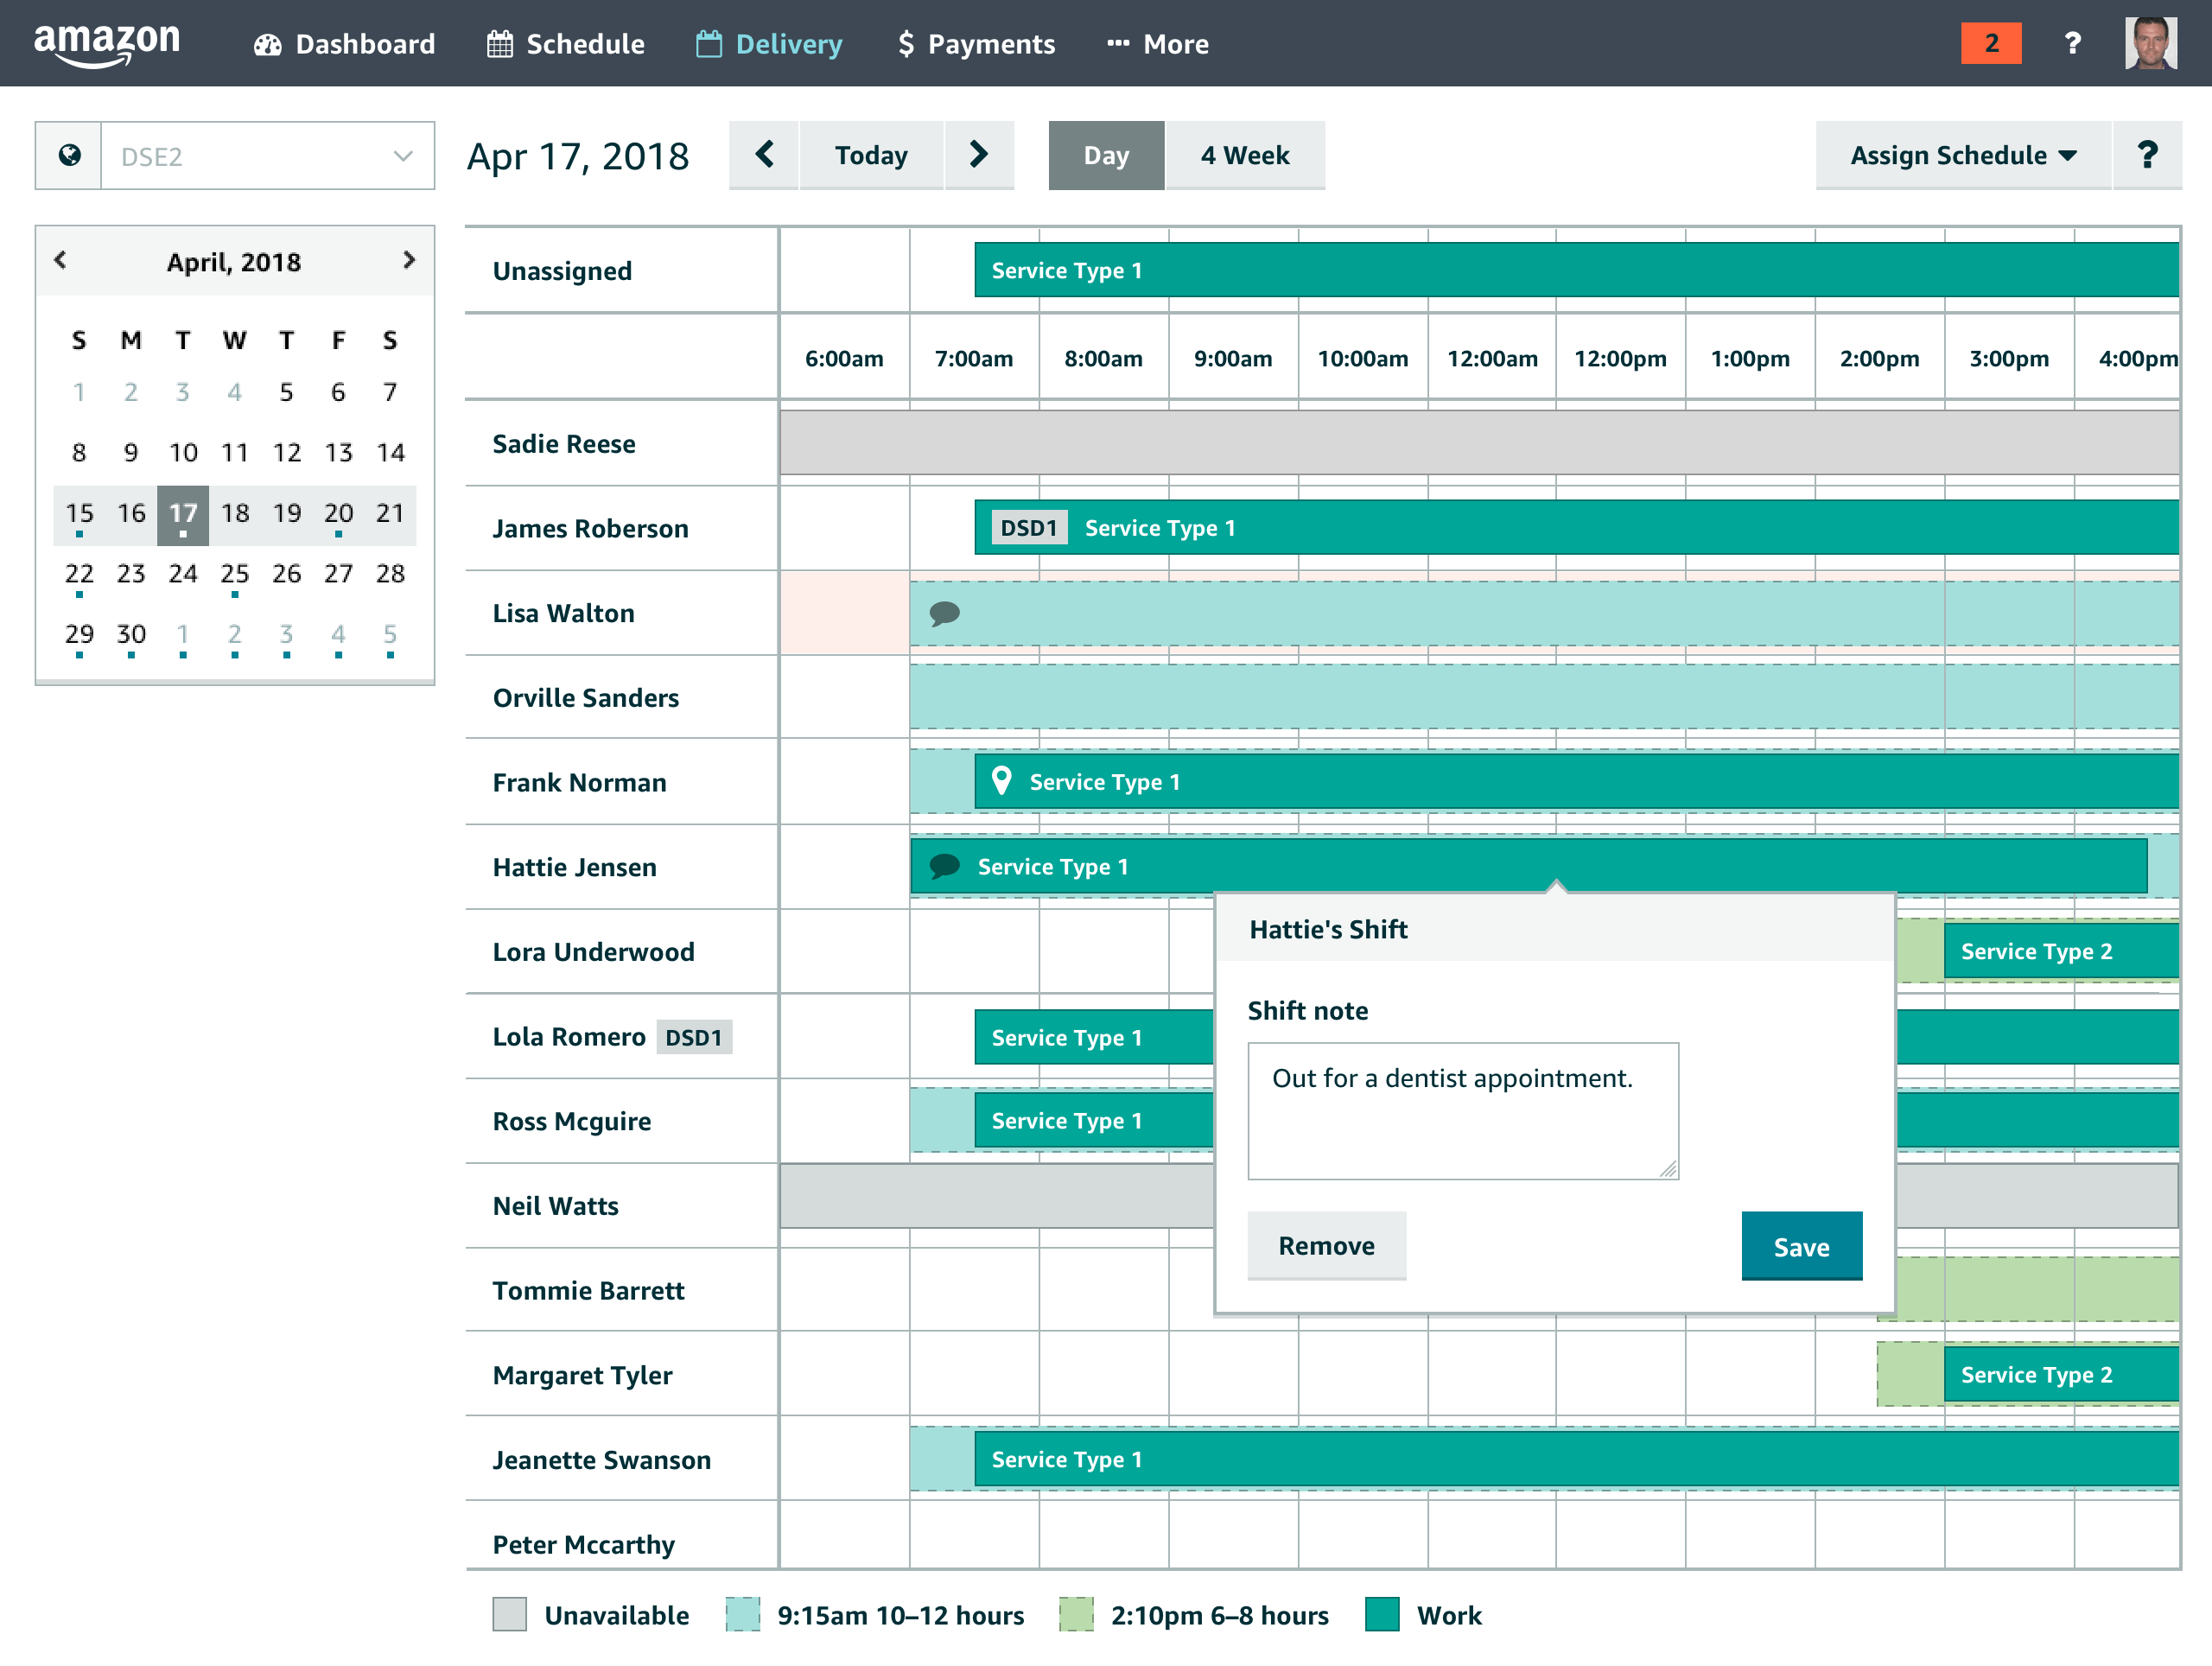 amazon Dashboard Schedule Delivery $ Payments More 2 ?
DSE2
Apr 17, 2018 Today Day 4 Week Assign Schedule ?
April, 2018
S M T W T F S
1 2 3 4 5 6 7
8 9 10 11 12 13 14
15 16 17 18 19 20 21
22 23 24 25 26 27 28
29 30 1 2 3 4 5
Unassigned Service Type 1
6:00am 7:00am 8:00am 9:00am 10:00am 12:00am 12:00pm 1:00pm 2:00pm 3:00pm 4:00pm
Sadie Reese
James Roberson DSD1 Service Type 1
Lisa Walton
Orville Sanders
Frank Norman Service Type 1
Hattie Jensen Service Type 1
Lora Underwood Service Type 2
Lola Romero DSD1 Service Type 1
Ross Mcguire Service Type 1
Neil Watts
Tommie Barrett
Margaret Tyler Service Type 2
Jeanette Swanson Service Type 1
Peter Mccarthy
Hattie's Shift
Shift note
Out for a dentist appointment.
Remove Save
Unavailable 9:15am 10–12 hours 2:10pm 6–8 hours Work